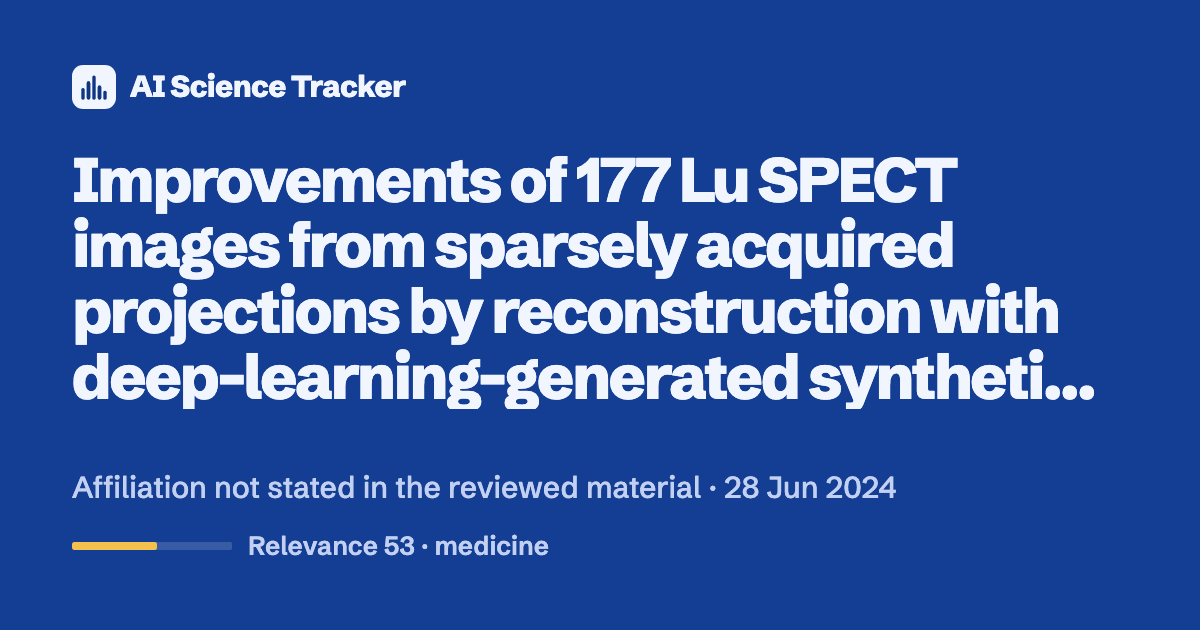 AI Science Tracker
Improvements of 177 Lu SPECT
images from sparsely acquired
projections by reconstruction with
deep-learning-generated syntheti...
Affiliation not stated in the reviewed material · 28 Jun 2024
Relevance 53 · medicine